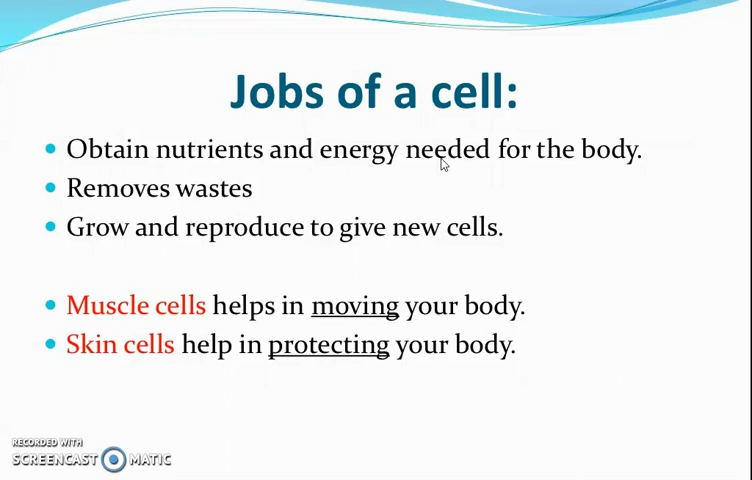 Jobs of a cell:
Obtain nutrients and energy needed for the body.
Removes wastes
Grow and reproduce to give new cells.
Muscle cells helps in moving your body.
Skin cells help in protecting your body.
RECORDED WITH
SCREENCAST MATIC